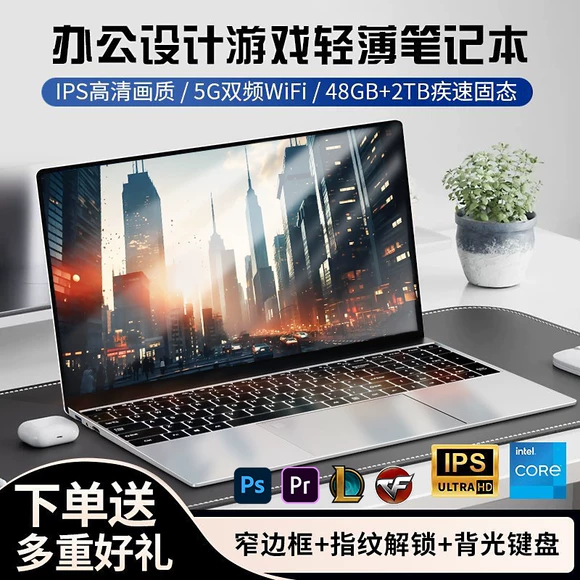 办公设计游戏轻薄笔记本
IPS高清画质 / 5G双频WiFi / 48GB+2TB疾速固态
Ps
Pr
L
CF
IPS
ULTRA HD
intel
CORE
下单送
多重好礼
窄边框+指纹解锁+背光键盘